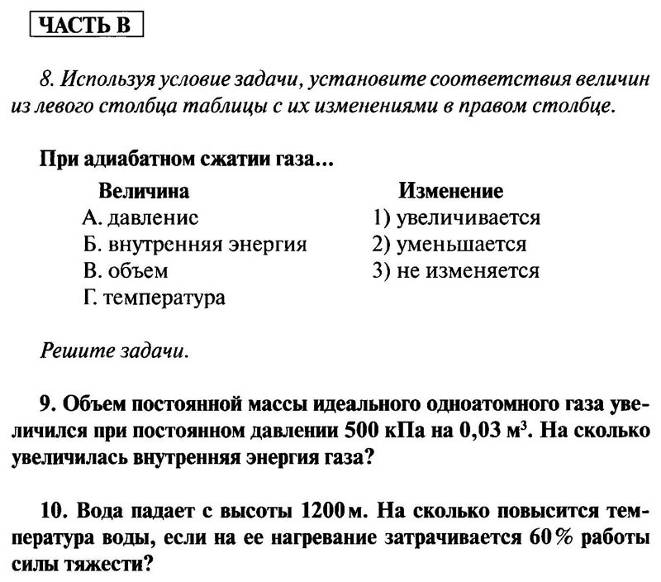 ЧАСТЬ В
8. Используя условие задачи, установите соответствия величин
из левого столбца таблицы с их изменениями в правом столбце.
При адиабатном сжатии газа...
Величина Изменение
А. давление 1) увеличивается
Б. внутренняя энергия 2) уменьшается
В. объем 3) не изменяется
Г. температура
Решите задачи.
9. Объем постоянной массы идеального одноатомного газа уве-
личился при постоянном давлении 500 кПа на 0,03 м³. На сколько
увеличилась внутренняя энергия газа?
10. Вода падает с высоты 1200 м. На сколько повысится тем-
пература воды, если на ее нагревание затрачивается 60% работы
силы тяжести?